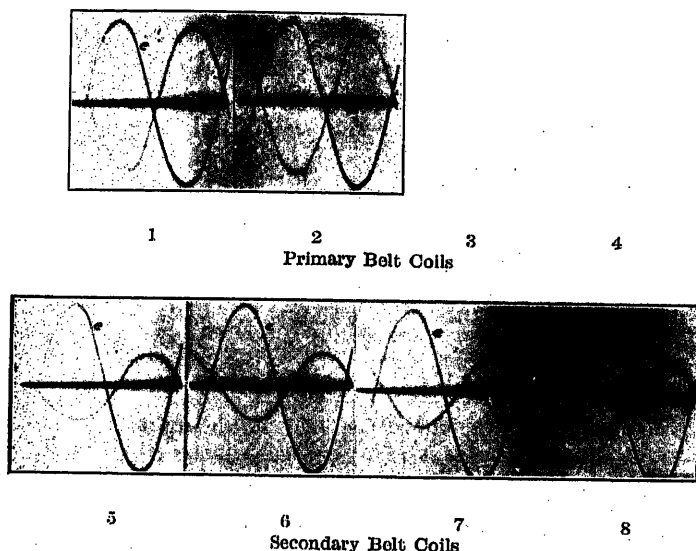 e
1 2 3 4
Primary Belt Coils
e e e
5 6 7 8
Secondary Belt Coils